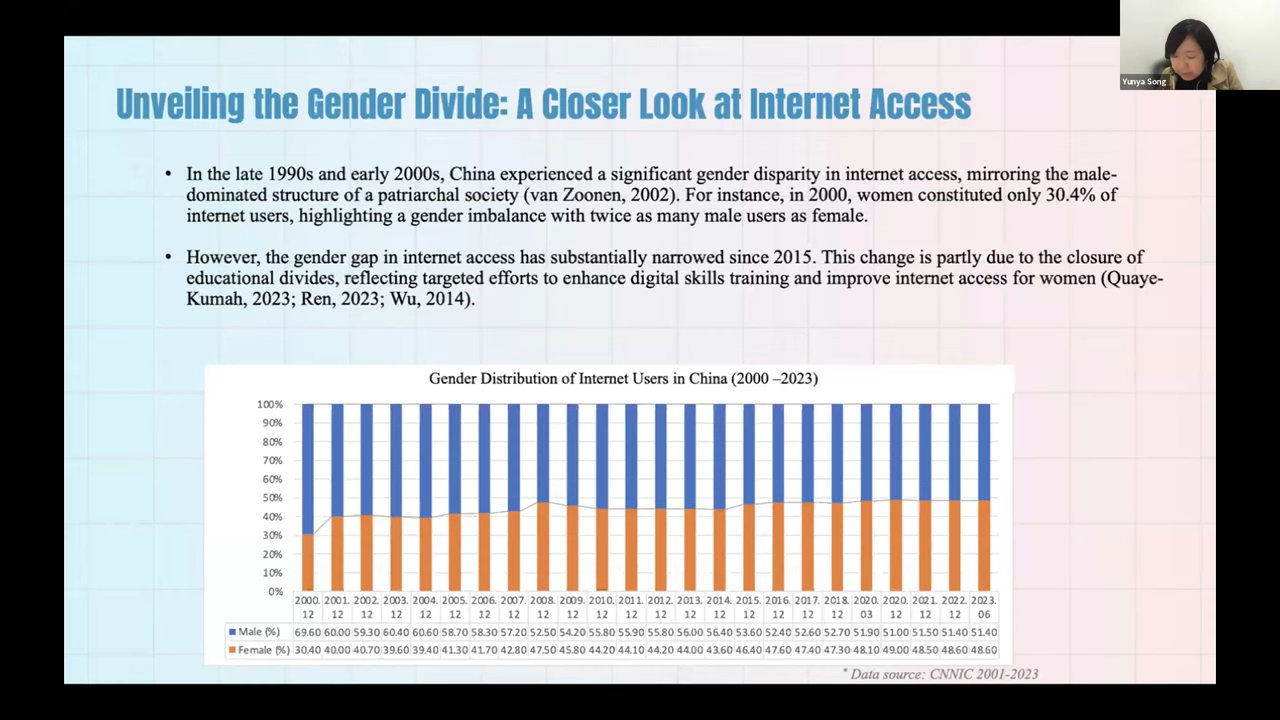 Yunya Song
Unveiling the Gender Divide: A Closer Look at Internet Access
• In the late 1990s and early 2000s, China experienced a significant gender disparity in internet access, mirroring the male-
dominated structure of a patriarchal society (van Zoonen, 2002). For instance, in 2000, women constituted only 30.4% of
internet users, highlighting a gender imbalance with twice as many male users as female.
• However, the gender gap in internet access has substantially narrowed since 2015. This change is partly due to the closure of
educational divides, reflecting targeted efforts to enhance digital skills training and improve internet access for women (Quaye-
Kumah, 2023; Ren, 2023; Wu, 2014).
Gender Distribution of Internet Users in China (2000 –2023)
100%
90%
80%
70%
60%
50%
40%
30%
20%
10%
0%
2000. 2001. 2002. 2003. 2004. 2005. 2006. 2007. 2008. 2009. 2010. 2011. 2012. 2013. 2014. 2015. 2016. 2017. 2018. 2020. 2020. 2021. 2022. 2023.
12 12 12 12 12 12 12 12 12 12 12 12 12 12 12 12 12 12 12 03 12 12 12 06
Male (%) 69.60 60.00 59.30 60.40 60.60 58.70 58.30 57.20 52.50 54.20 55.80 55.90 55.80 56.00 56.40 53.60 52.40 52.60 52.70 51.90 51.00 51.50 51.40 51.40
Female (%) 30.40 40.00 40.70 39.60 39.40 41.30 41.70 42.80 47.50 45.80 44.20 44.10 44.20 44.00 43.60 46.40 47.60 47.40 47.30 48.10 49.00 48.50 48.60 48.60
* Data source: CNNIC 2001-2023